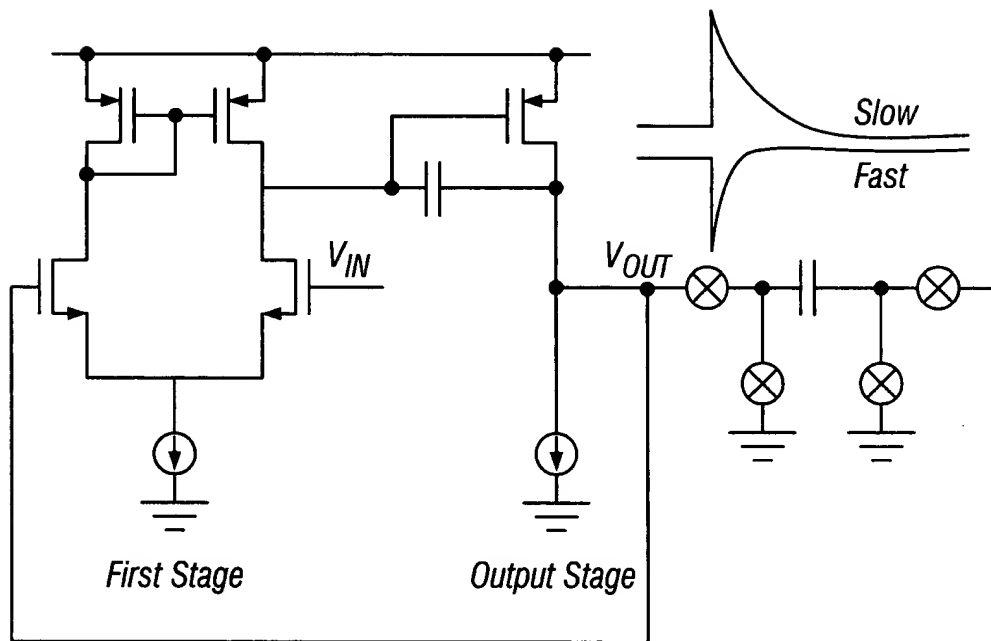 Slow
Fast
V_IN
V_OUT
First Stage
Output Stage